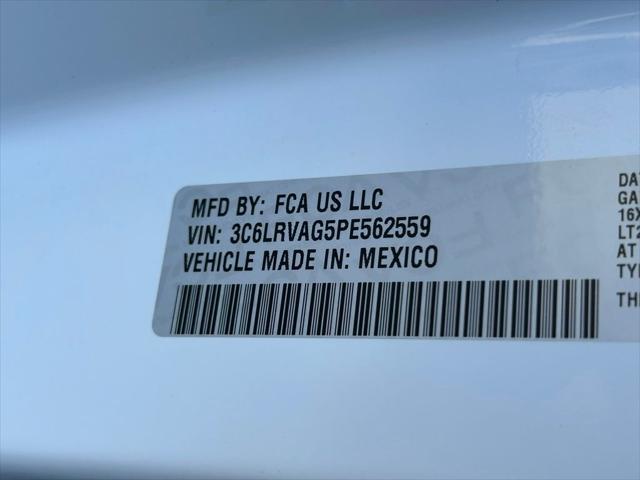 MFD BY: FCA US LLC
VIN: 3C6LRVAG5PE562559
VEHICLE MADE IN: MEXICO